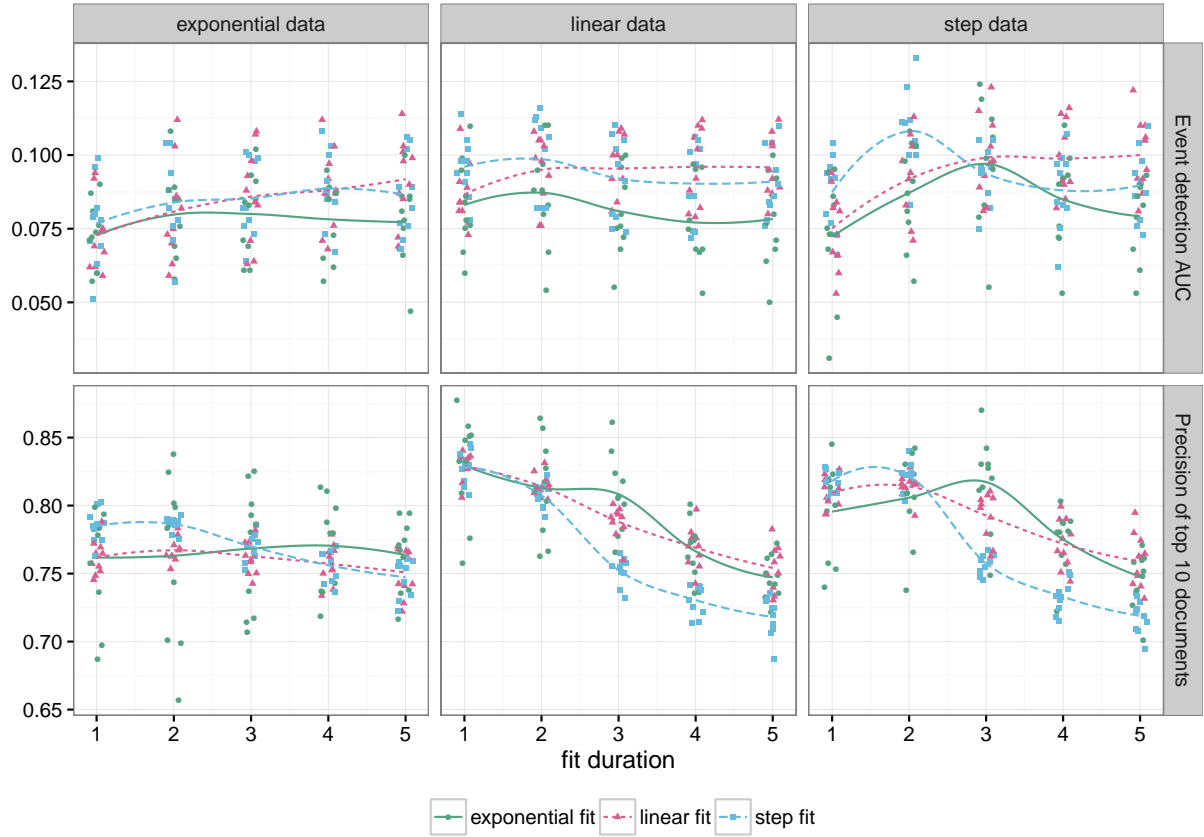 exponential data linear data step data
0.125
0.100
0.075
0.050
Event detection AUC
0.85
0.80
0.75
0.70
0.65
Precision of top 10 documents
1 2 3 4 5 1 2 3 4 5 1 2 3 4 5
fit duration
exponential fit linear fit step fit